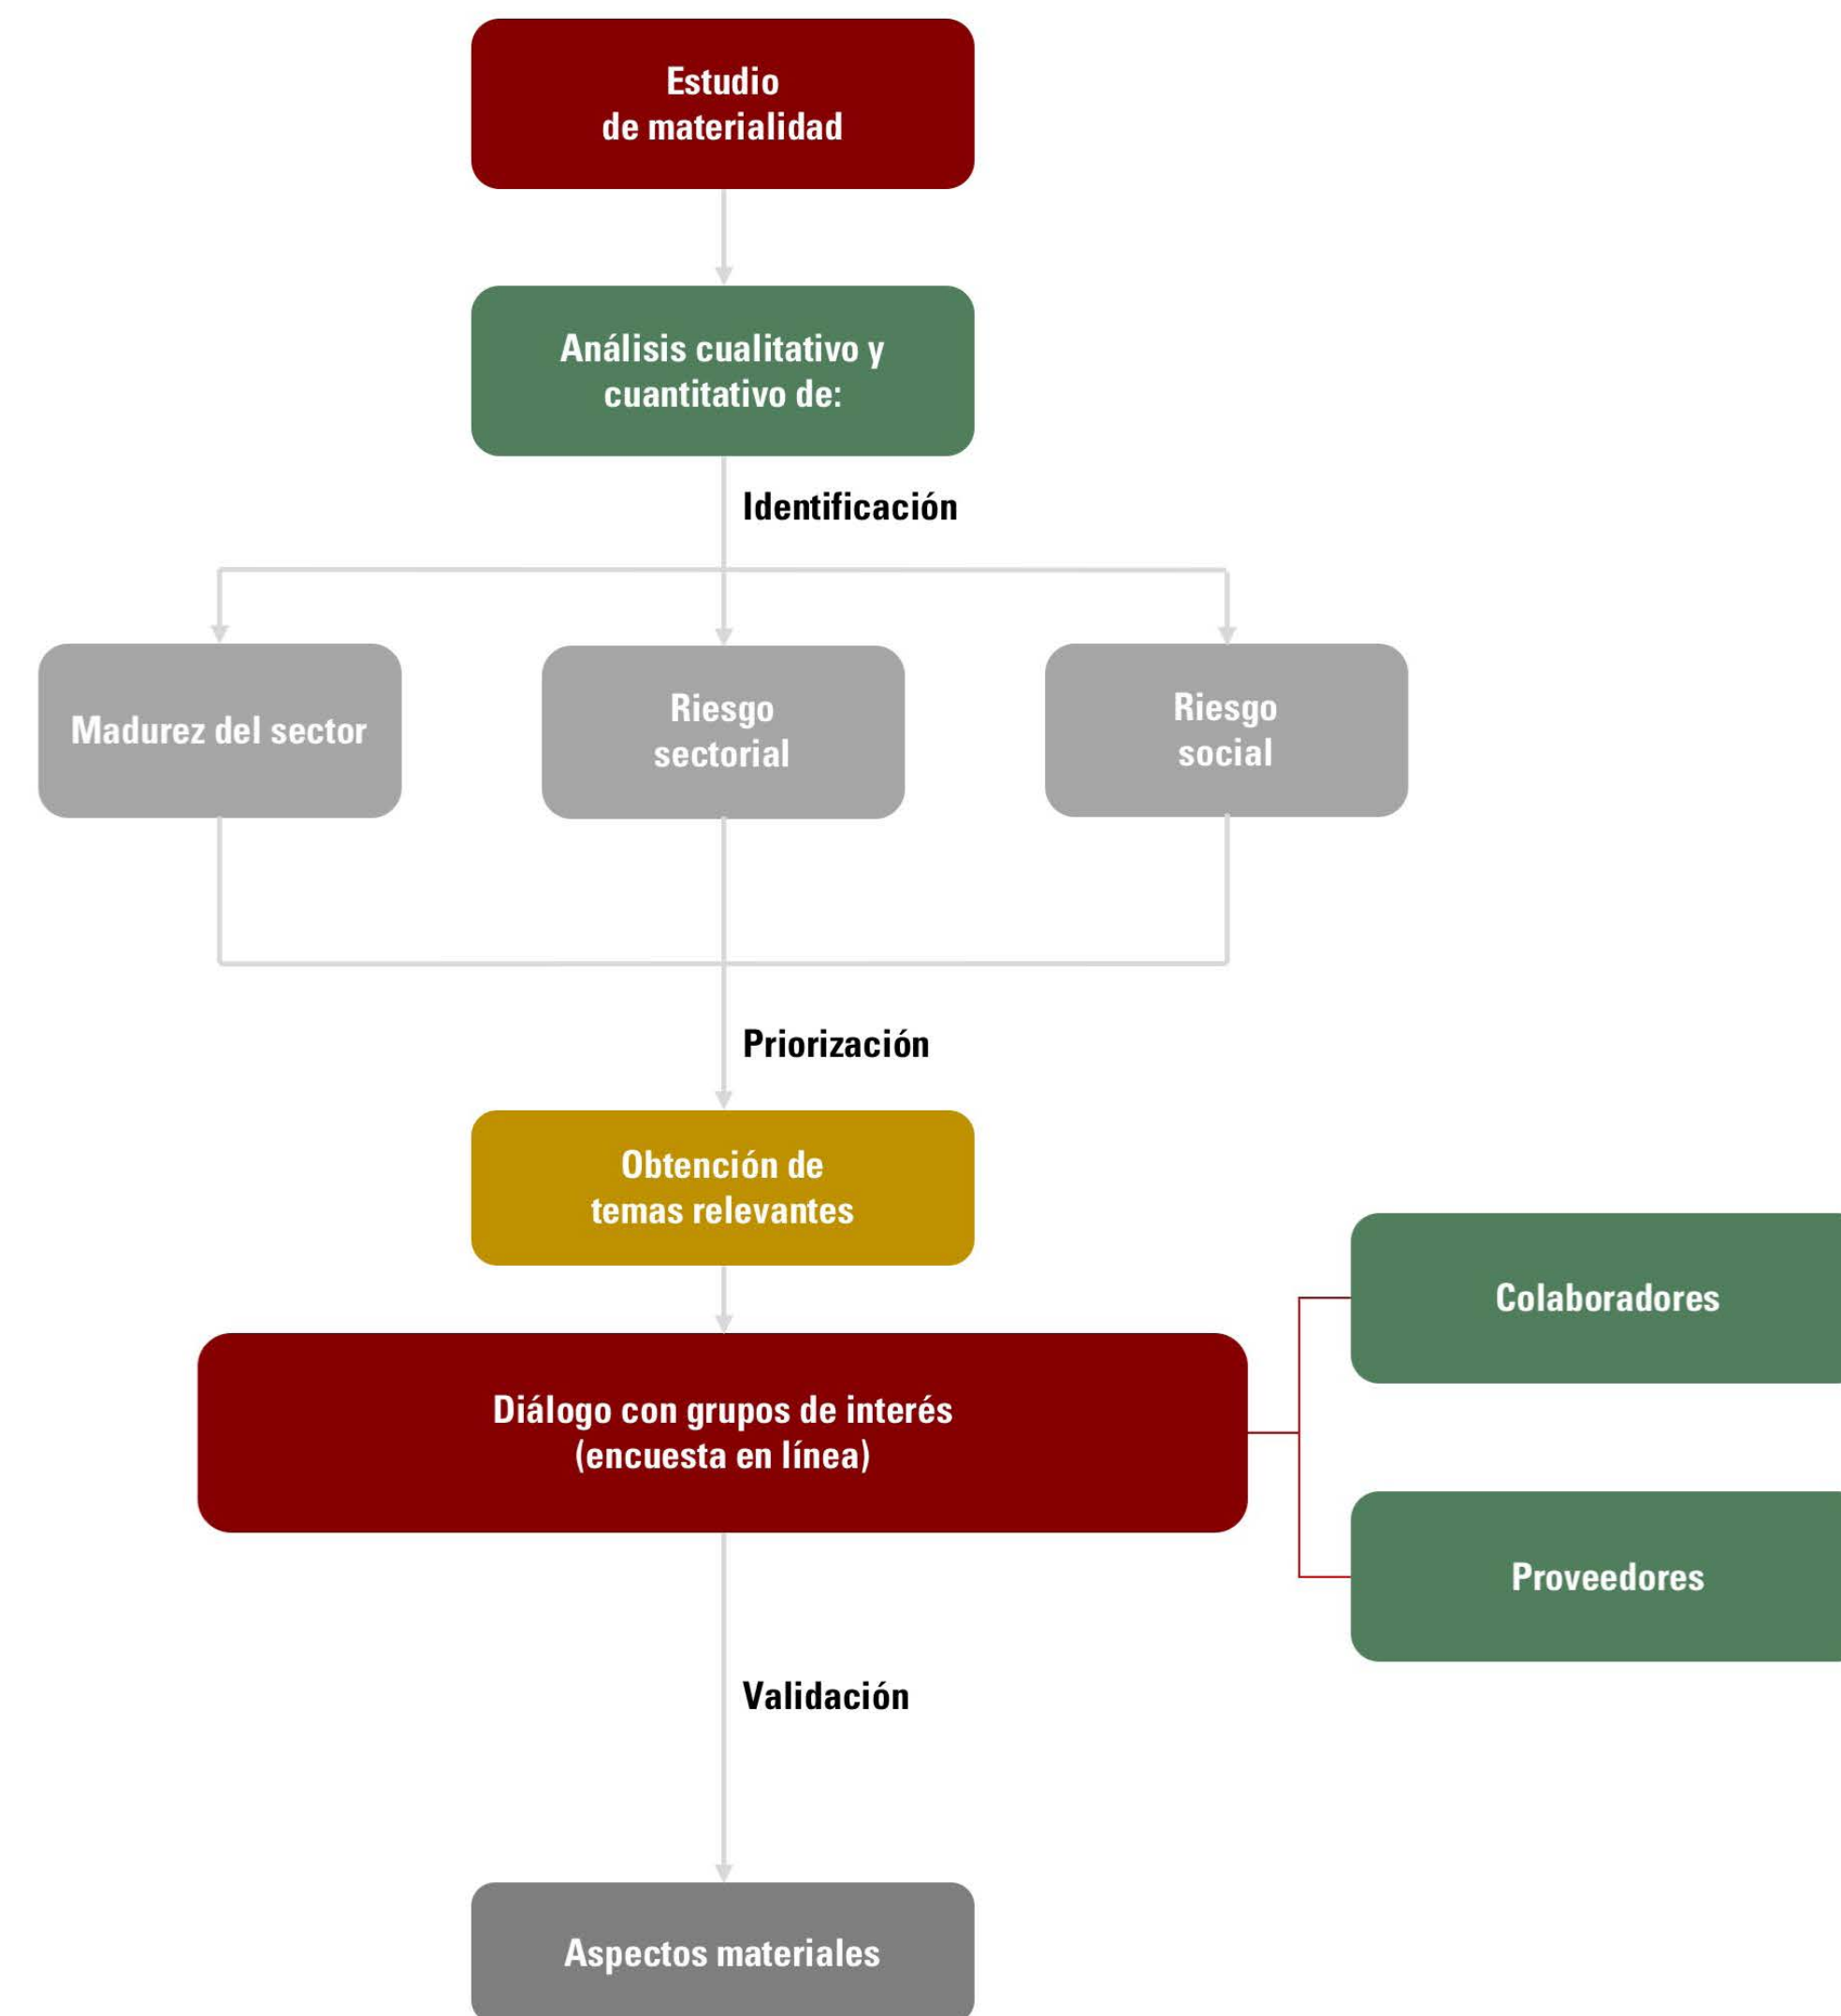 Estudio
de materialidad
Análisis cualitativo y
cuantitativo de:
Identificación
Madurez del sector
Riesgo
sectorial
Riesgo
social
Priorización
Obtención de
temas relevantes
Diálogo con grupos de interés
(encuesta en línea)
Colaboradores
Proveedores
Validación
Aspectos materiales